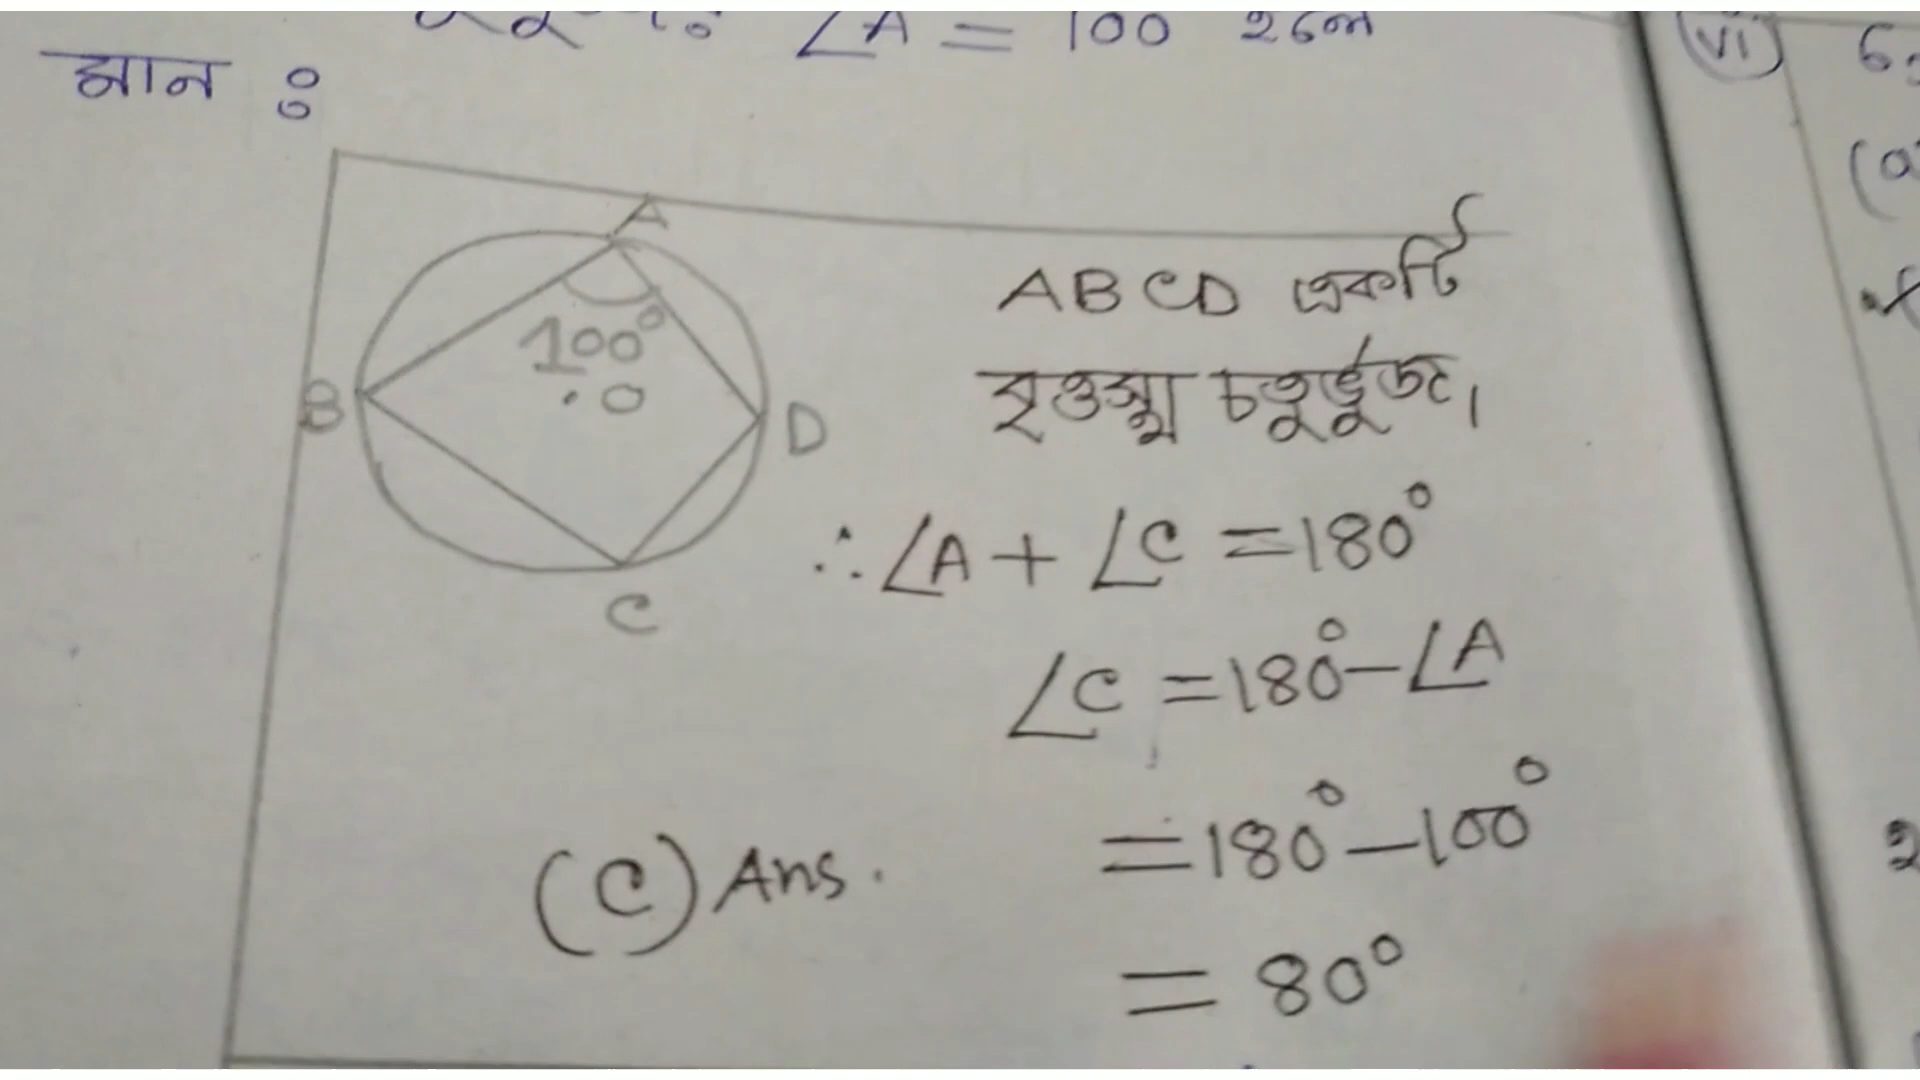 ∠A = 100 হলে
মান :
A
100°
B
.O
D
C
ABCD একটি
বৃত্তস্থ চতুর্ভুজ।
∴ ∠A + ∠C = 180°
∠C = 180° - ∠A
= 180° - 100°
= 80°
(C) Ans.
(vi)